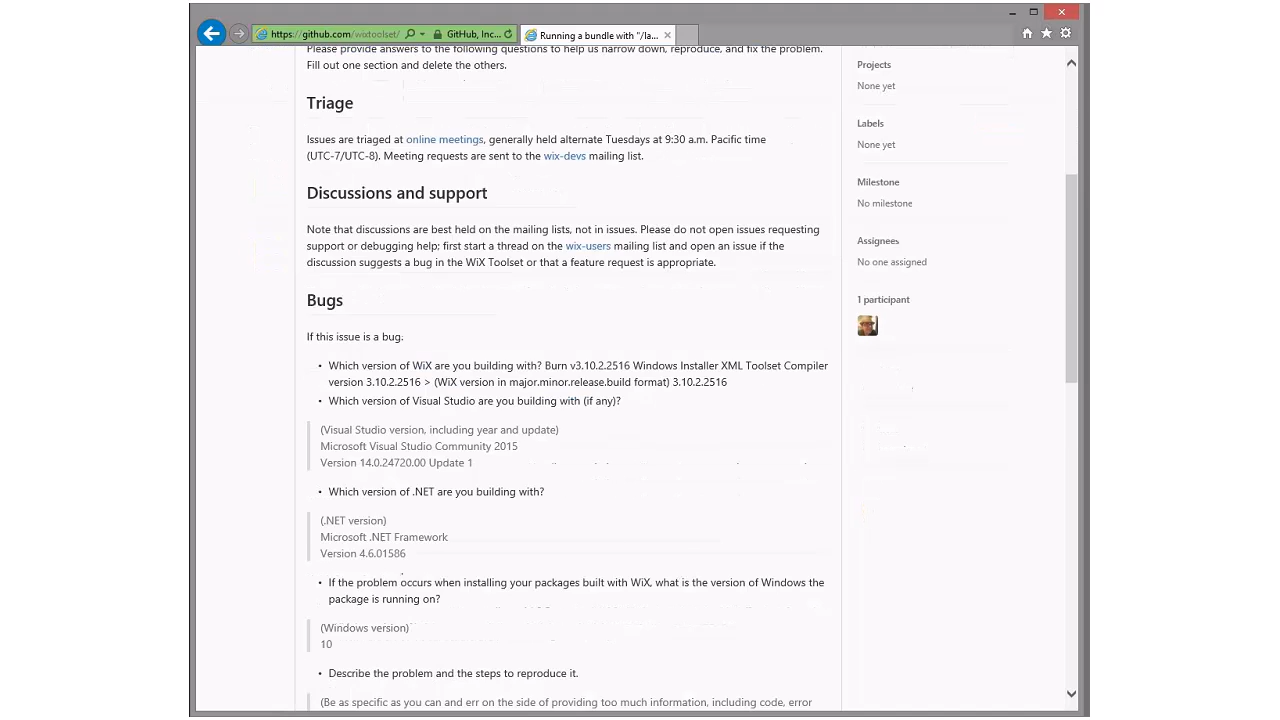 https://github.com/wixtoolset/
GitHub, Inc...
Running a bundle with "/la...
Please provide answers to the following questions to help us narrow down, reproduce, and fix the problem.
Fill out one section and delete the others.
Triage
Issues are triaged at online meetings, generally held alternate Tuesdays at 9:30 a.m. Pacific time
(UTC-7/UTC-8). Meeting requests are sent to the wix-devs mailing list.
Discussions and support
Note that discussions are best held on the mailing lists, not in issues. Please do not open issues requesting
support or debugging help; first start a thread on the wix-users mailing list and open an issue if the
discussion suggests a bug in the WiX Toolset or that a feature request is appropriate.
Bugs
If this issue is a bug.
• Which version of WiX are you building with? Burn v3.10.2.2516 Windows Installer XML Toolset Compiler
version 3.10.2.2516 > (WiX version in major.minor.release.build format) 3.10.2.2516
• Which version of Visual Studio are you building with (if any)?
(Visual Studio version, including year and update)
Microsoft Visual Studio Community 2015
Version 14.0.24720.00 Update 1
• Which version of .NET are you building with?
(.NET version)
Microsoft .NET Framework
Version 4.6.01586
• If the problem occurs when installing your packages built with WiX, what is the version of Windows the
package is running on?
(Windows version)
10
• Describe the problem and the steps to reproduce it.
(Be as specific as you can and err on the side of providing too much information, including code, error
Projects
None yet
Labels
None yet
Milestone
No milestone
Assignees
No one assigned
1 participant